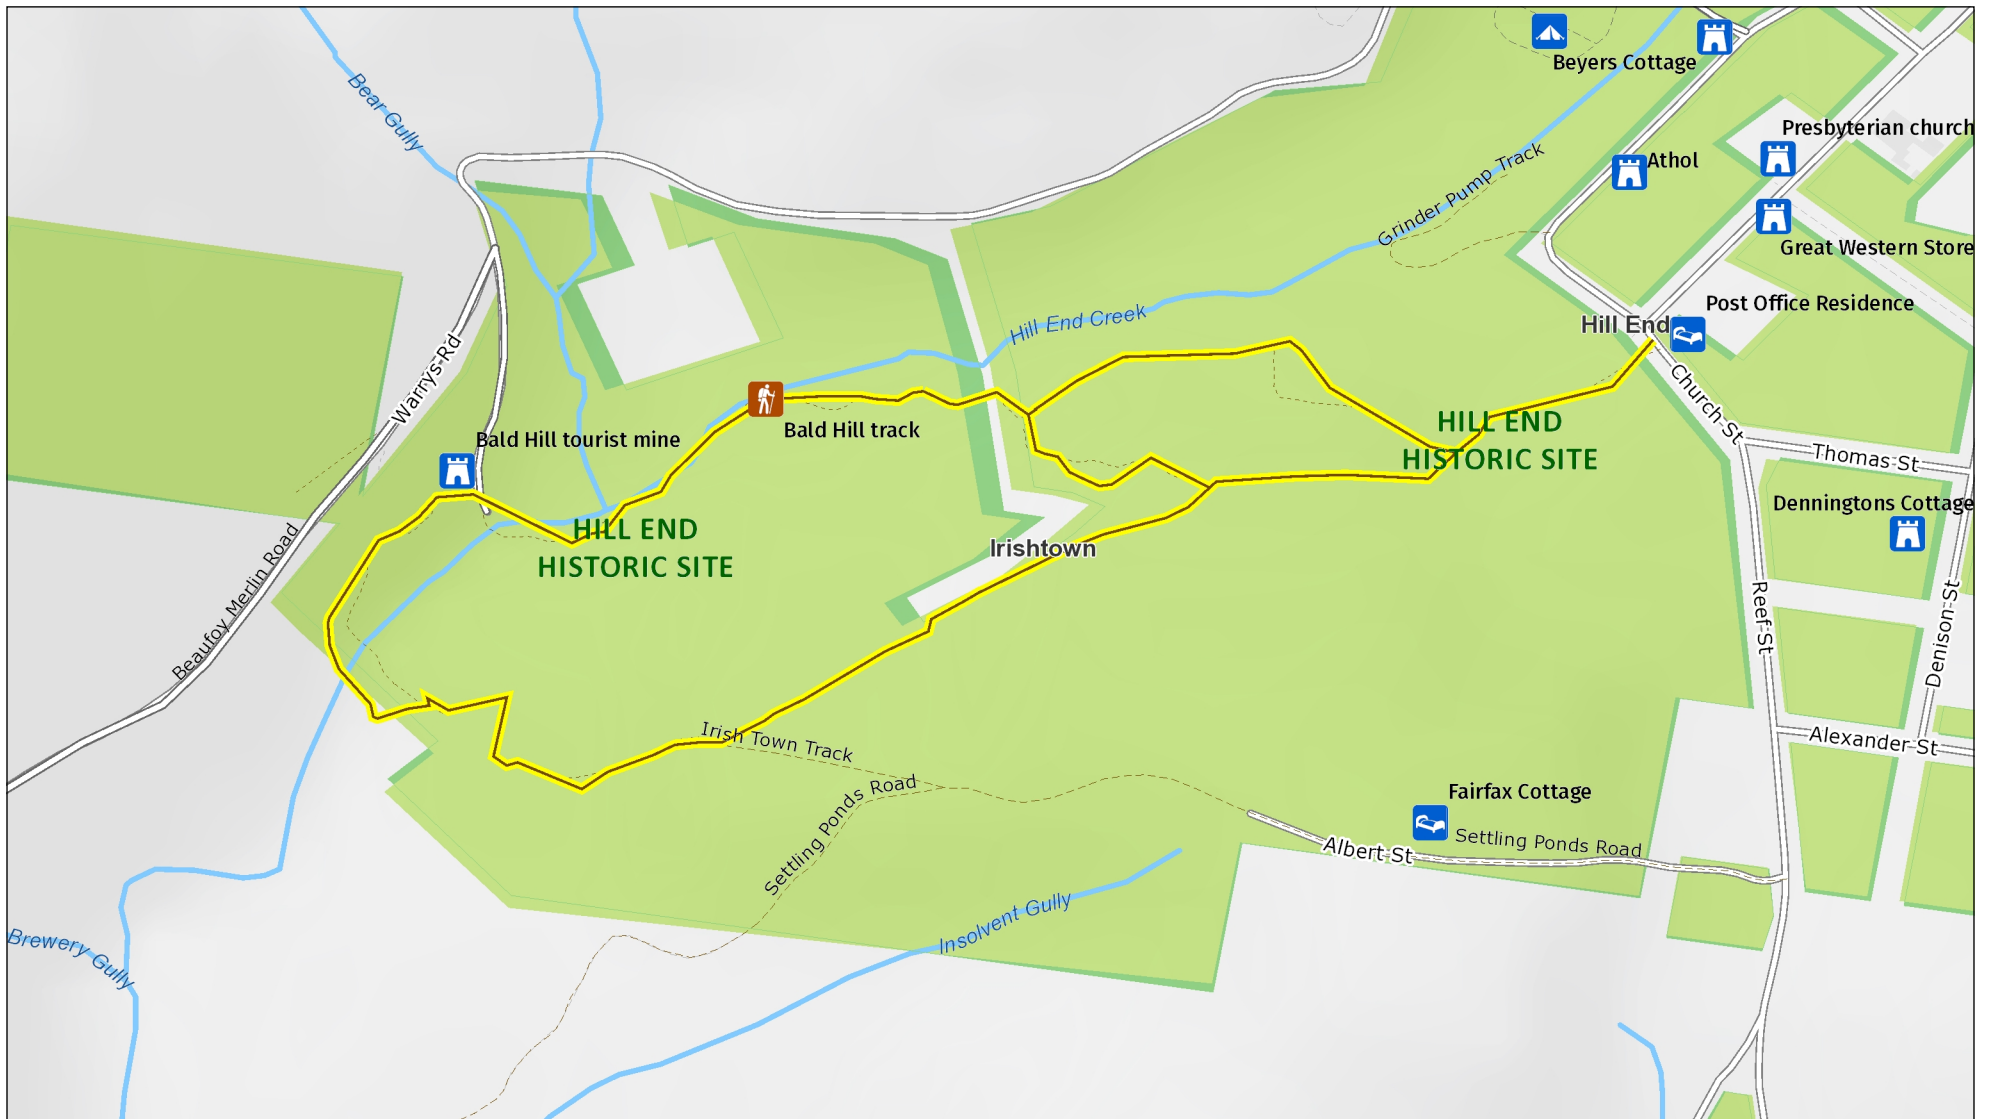 Beyers Cottage
Bear Gully
Presbyterian church
Grinder Pump Track
Athol
Great Western Store
Hill End Creek
Post Office Residence
Hill End
Warrys Rd
Church St
Bald Hill track
Bald Hill tourist mine
HILL END
HISTORIC SITE
Thomas St
Denningtons Cottage
HILL END
HISTORIC SITE
Irishtown
Beaufoy Merlin Road
Reef St
Denison St
Irish Town Track
Alexander St
Settling Ponds Road
Fairfax Cottage
Settling Ponds Road
Albert St
Insolvent Gully
Brewery Gully